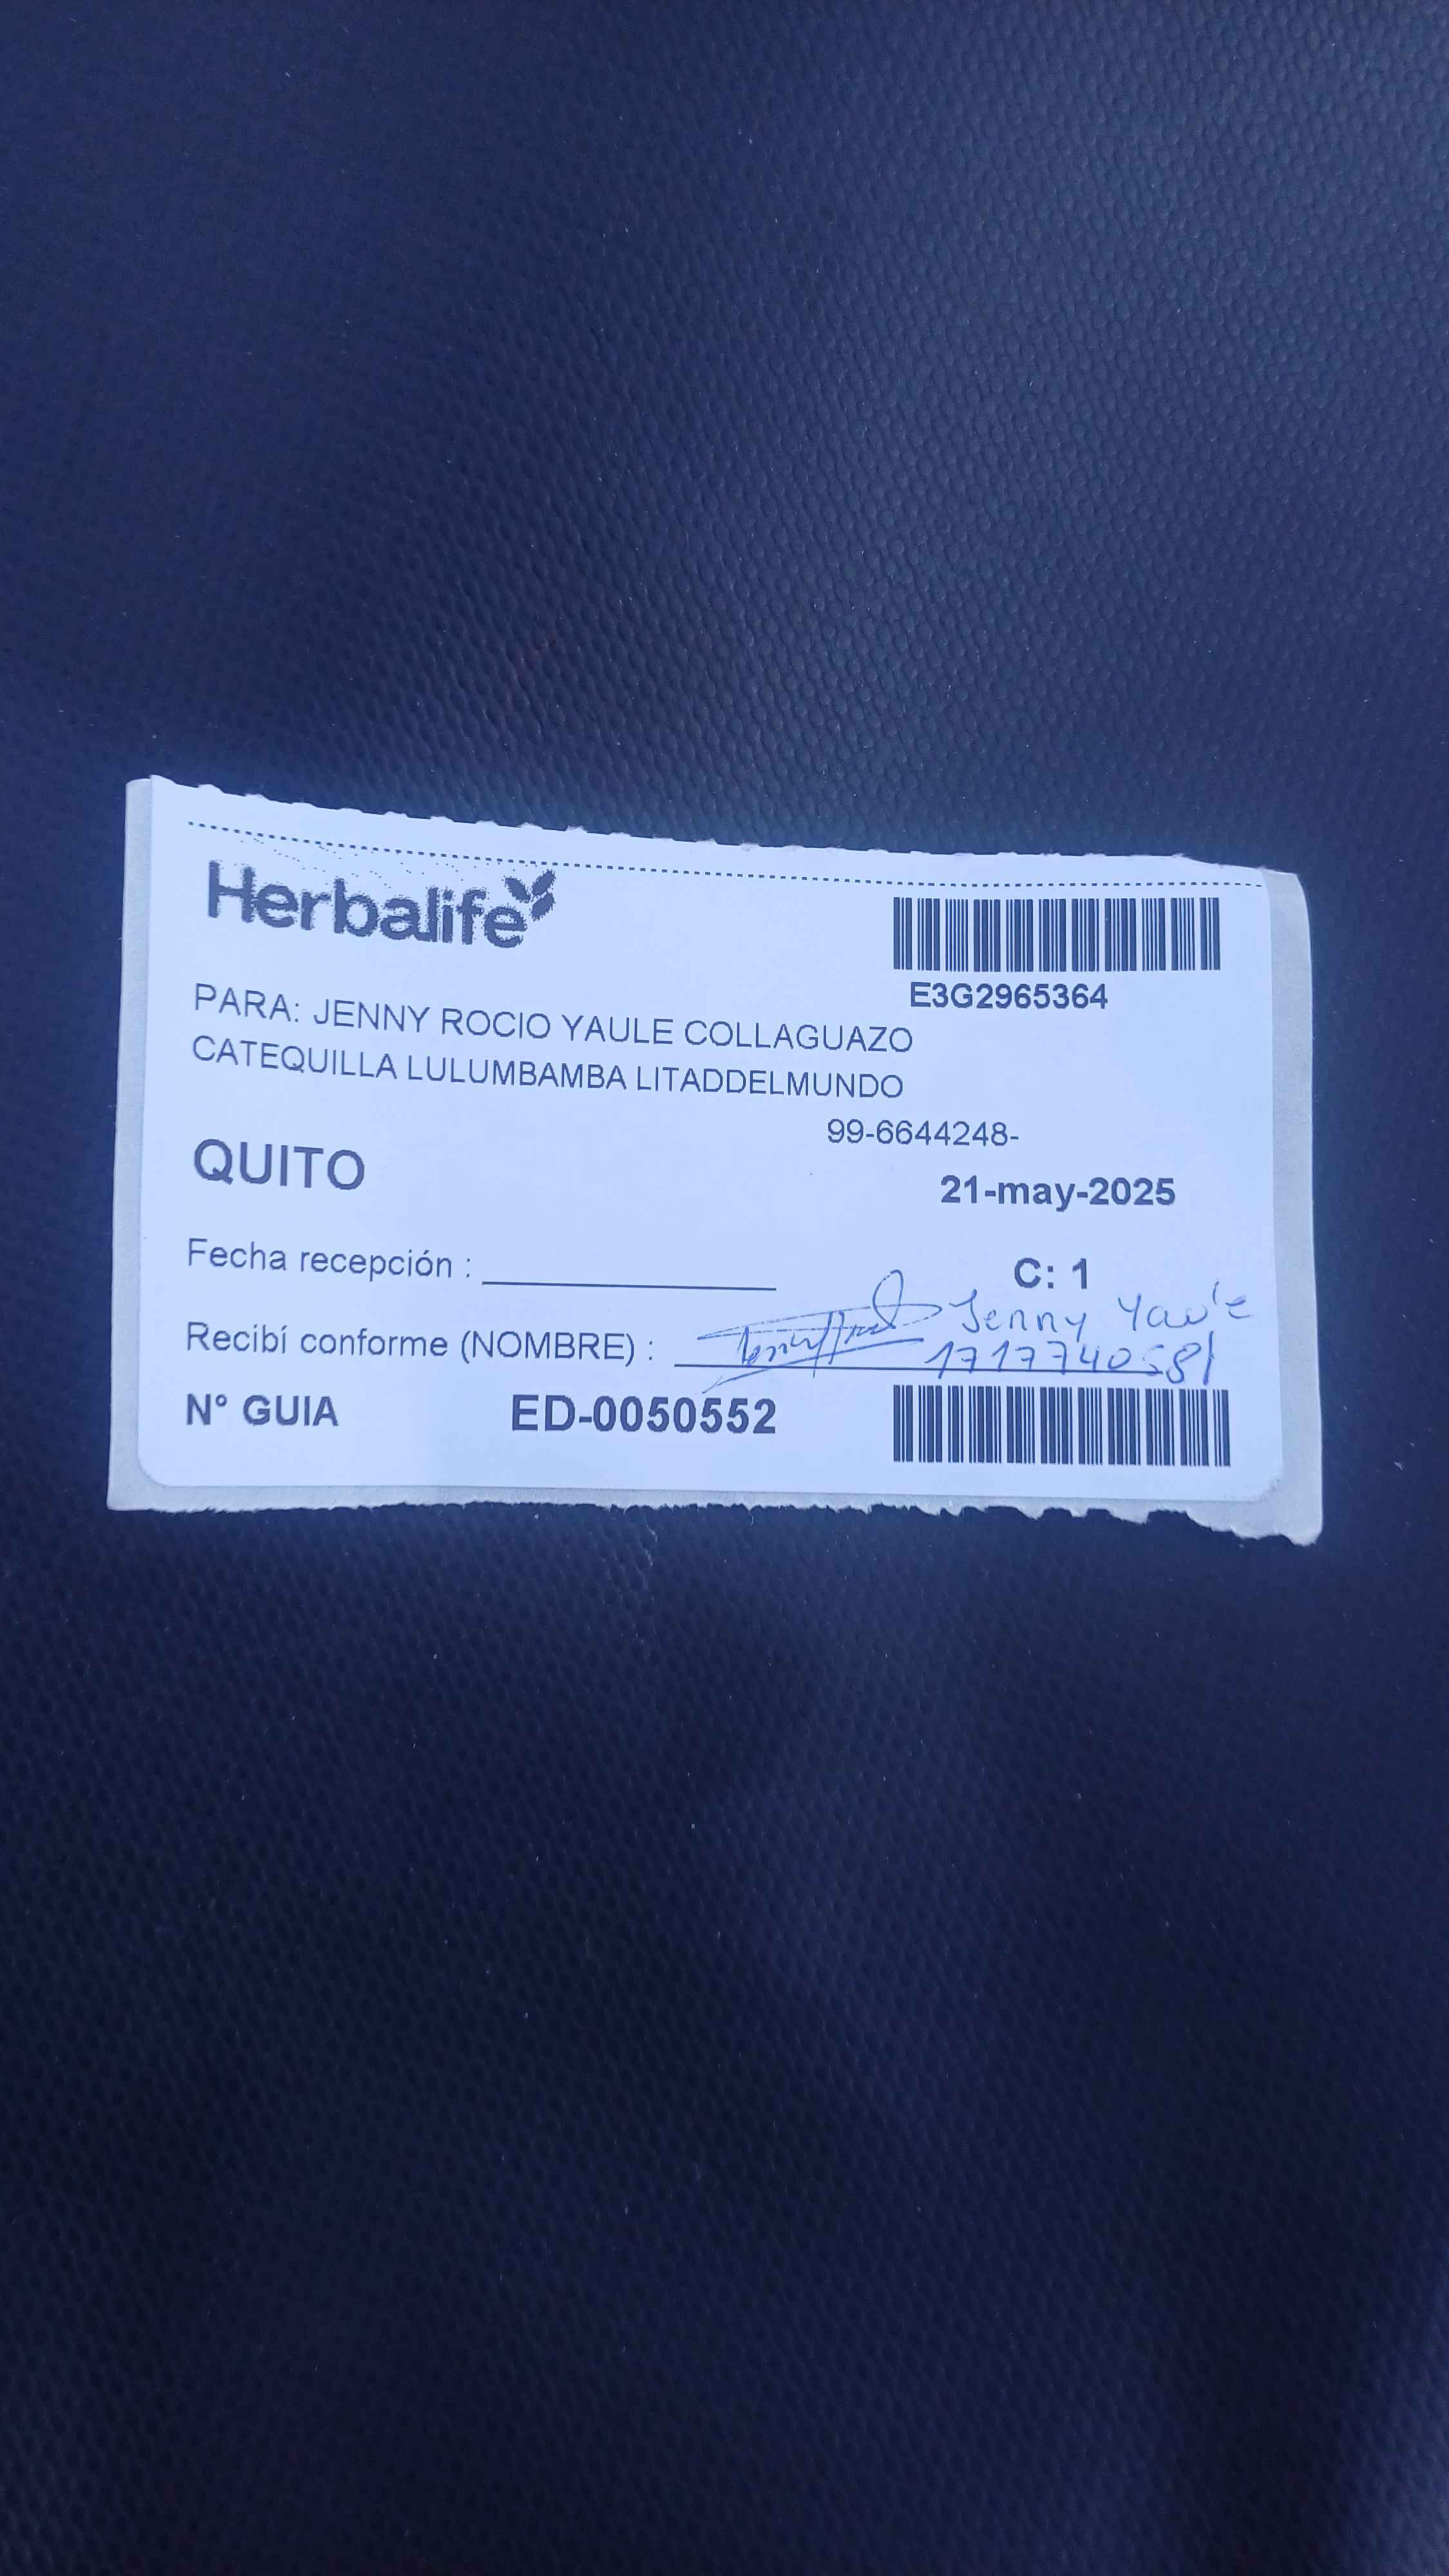 Herbalife
E3G2965364
PARA: JENNY ROCIO YAULE COLLAGUAZO
CATEQUILLA LULUMBAMBA LITADDELMUNDO
99-6644248-
QUITO
21-may-2025
Fecha recepción :
C: 1
Jenny Yaule
Recibí conforme (NOMBRE) :
1717740581
N° GUIA ED-0050552